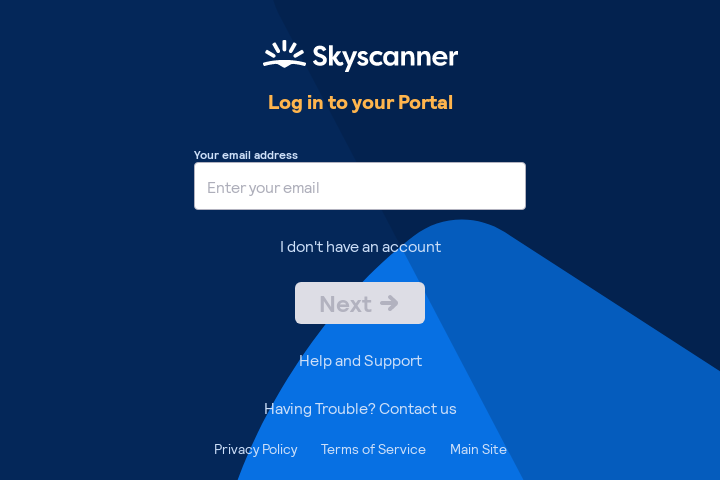 Skyscanner
Log in to your Portal
Your email address
Enter your email
I don't have an account
Next
Help and Support
Having Trouble? Contact us
Privacy Policy Terms of Service Main Site